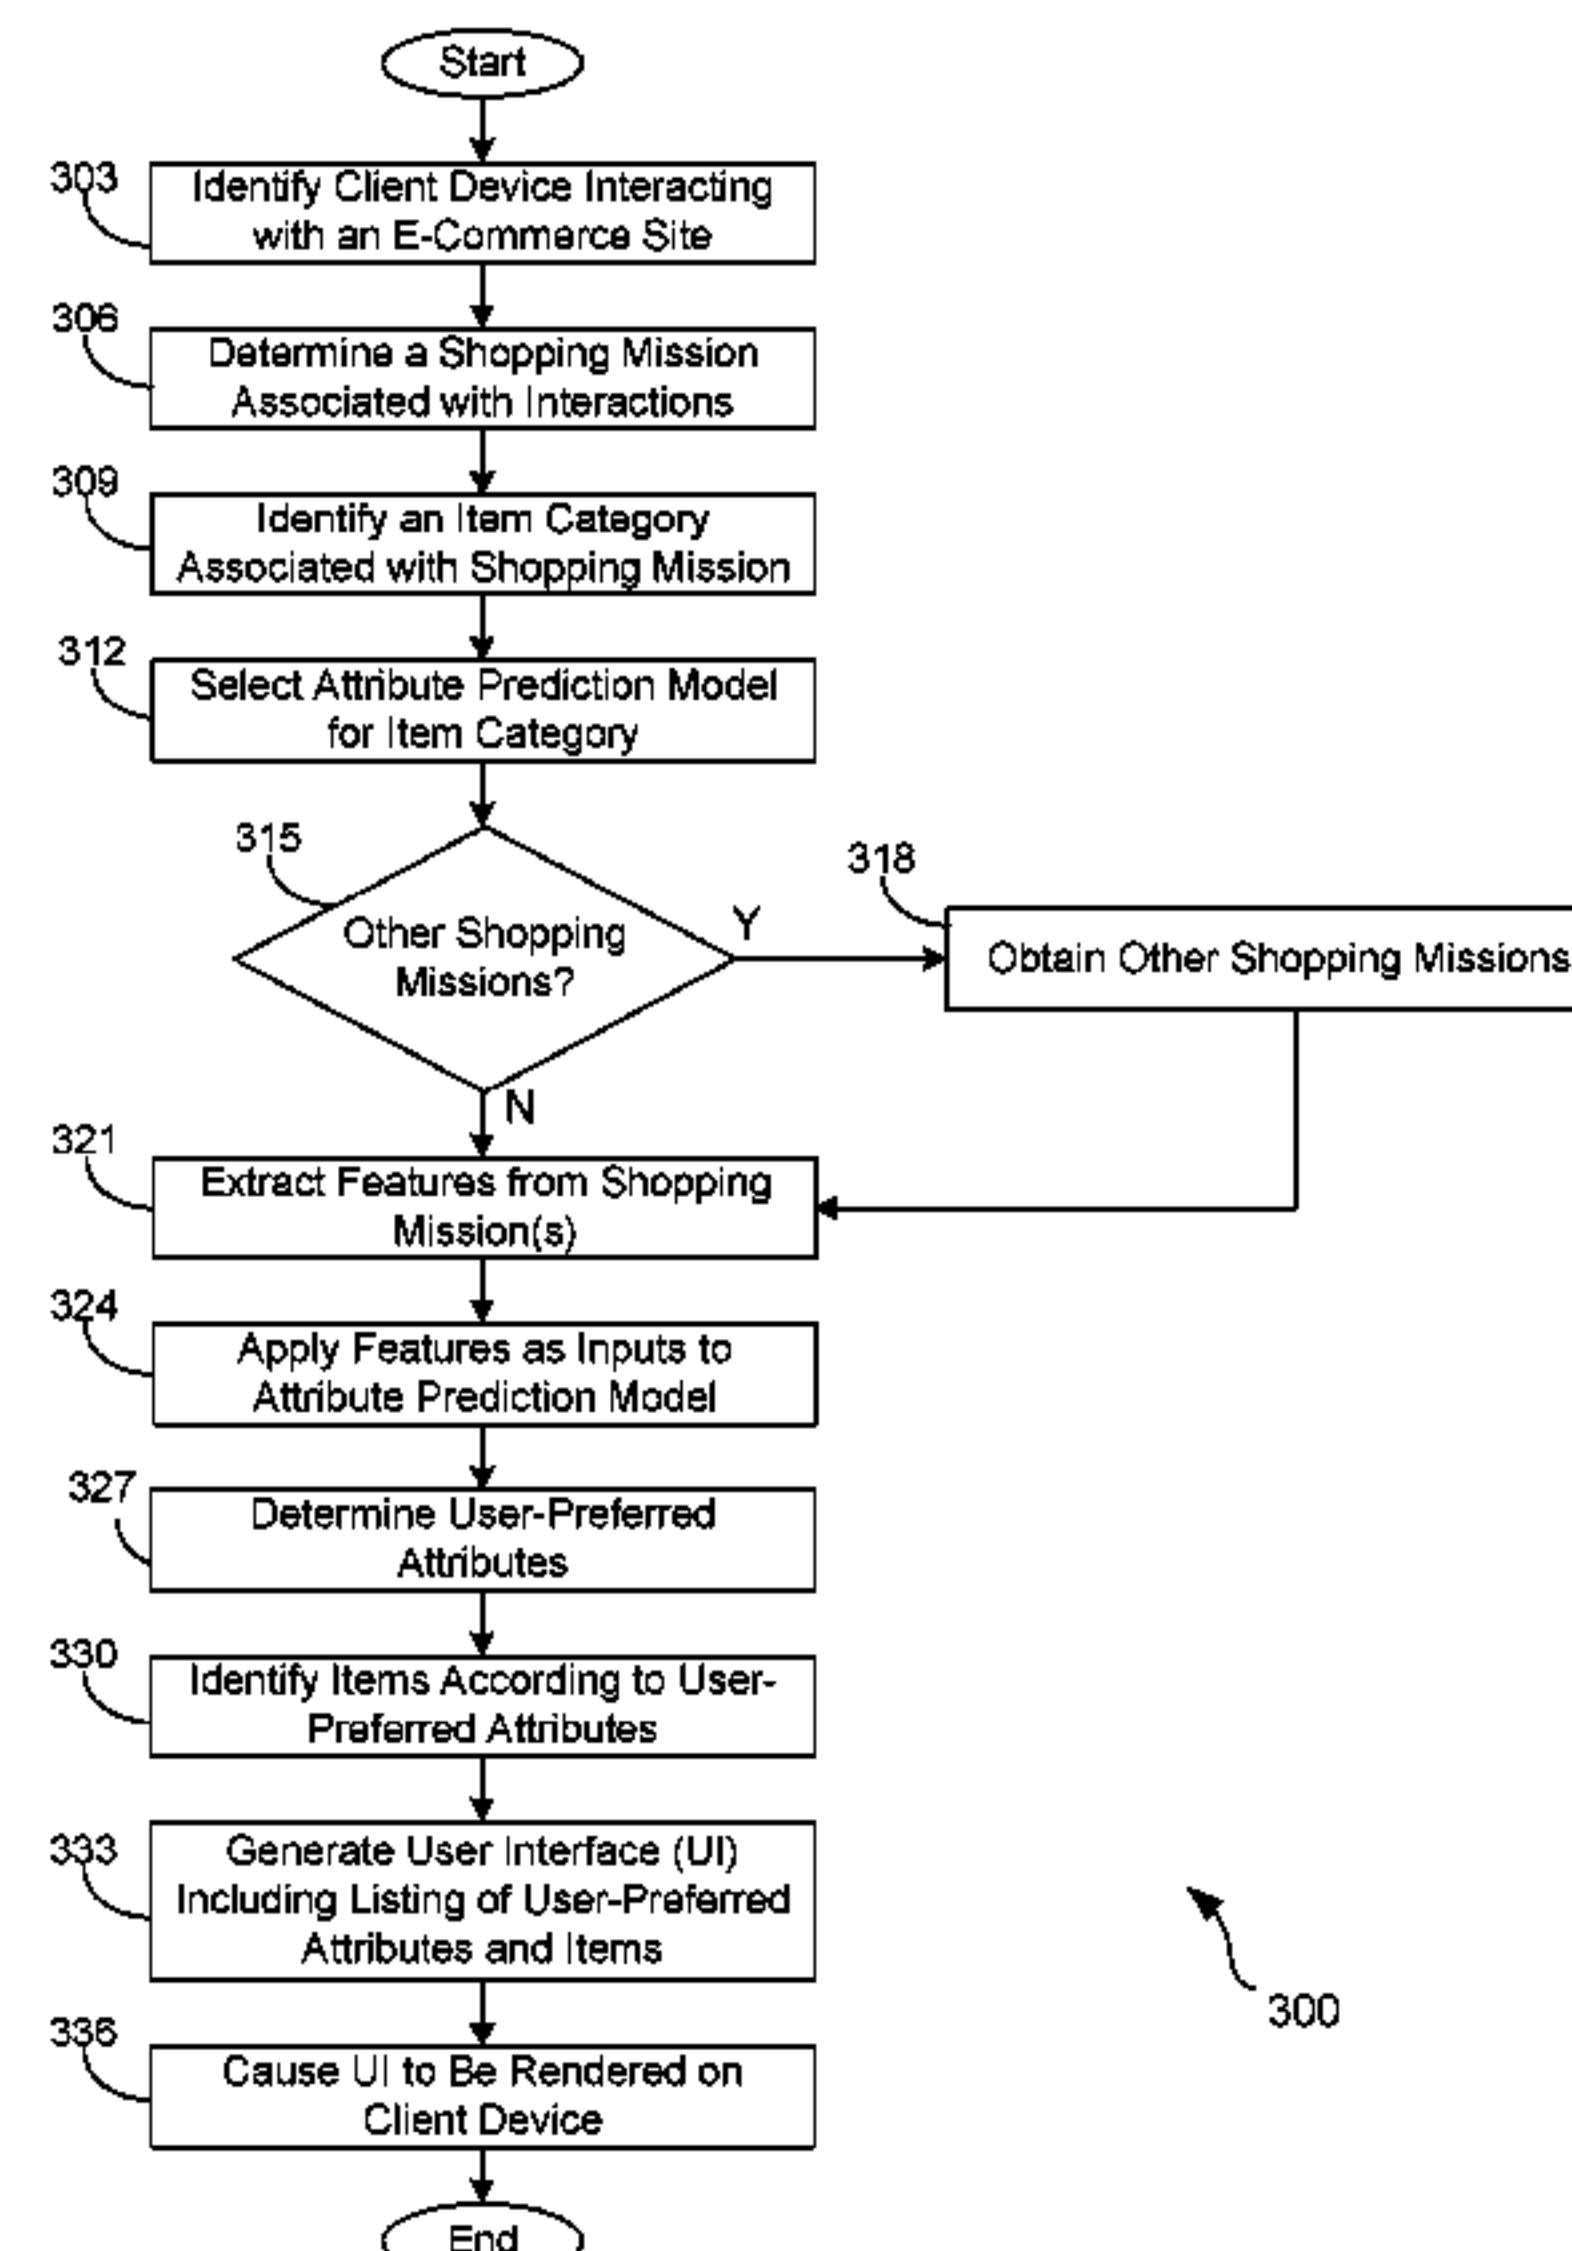 Start
303
Identify Client Device Interacting
with an E-Commerce Site
306
Determine a Shopping Mission
Associated with Interactions
309
Identify an Item Category
Associated with Shopping Mission
312
Select Attribute Prediction Model
for Item Category
315
Other Shopping
Missions?
Y
318
Obtain Other Shopping Missions
N
321
Extract Features from Shopping
Mission(s)
324
Apply Features as Inputs to
Attribute Prediction Model
327
Determine User-Preferred
Attributes
330
Identify Items According to User-
Preferred Attributes
333
Generate User Interface (UI)
Including Listing of User-Preferred
Attributes and Items
300
336
Cause UI to Be Rendered on
Client Device
End